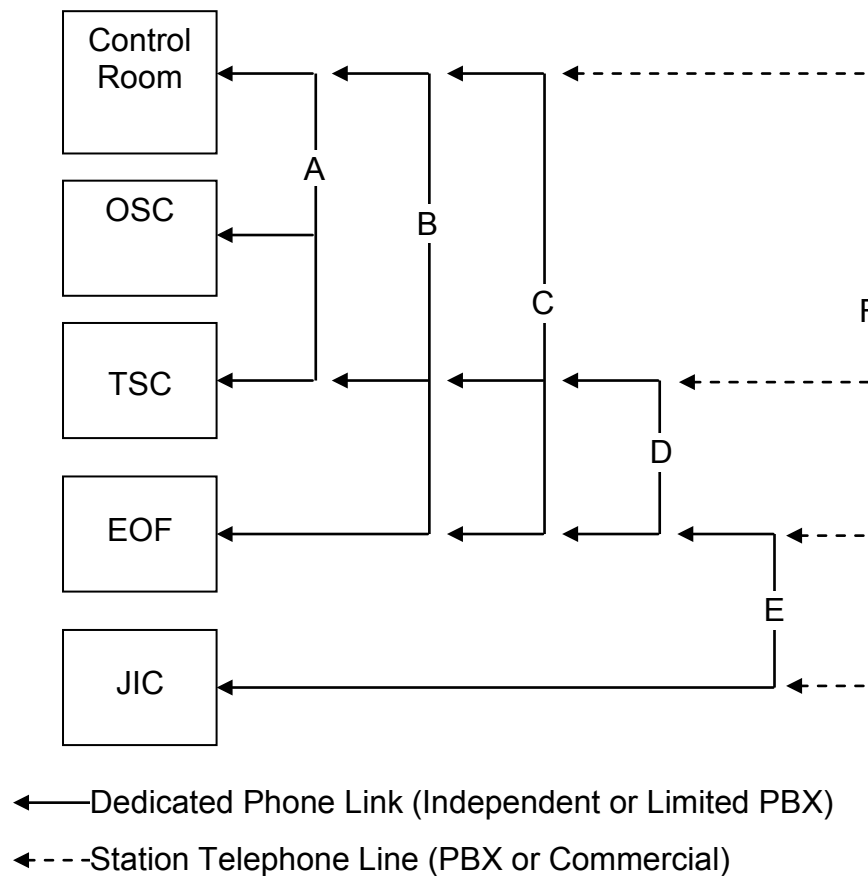 Control
Room
A
OSC
B
C
F
TSC
D
EOF
E
JIC
Dedicated Phone Link (Independent or Limited PBX)
Station Telephone Line (PBX or Commercial)